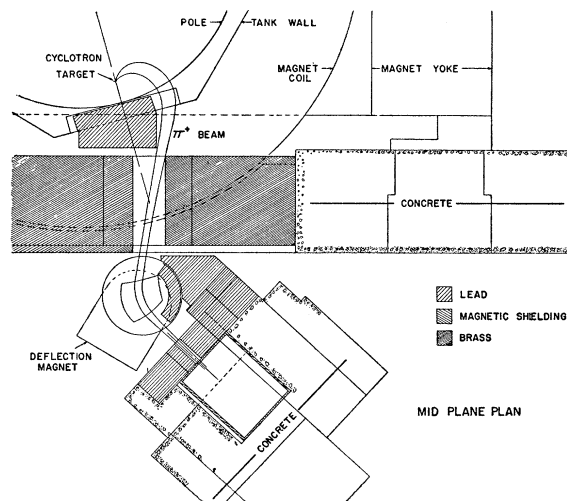 POLE
TANK WALL
CYCLOTRON
TARGET
MAGNET
COIL
MAGNET YOKE
π⁺ BEAM
CONCRETE
LEAD
MAGNETIC SHIELDING
BRASS
DEFLECTION
MAGNET
MID PLANE PLAN
CONCRETE